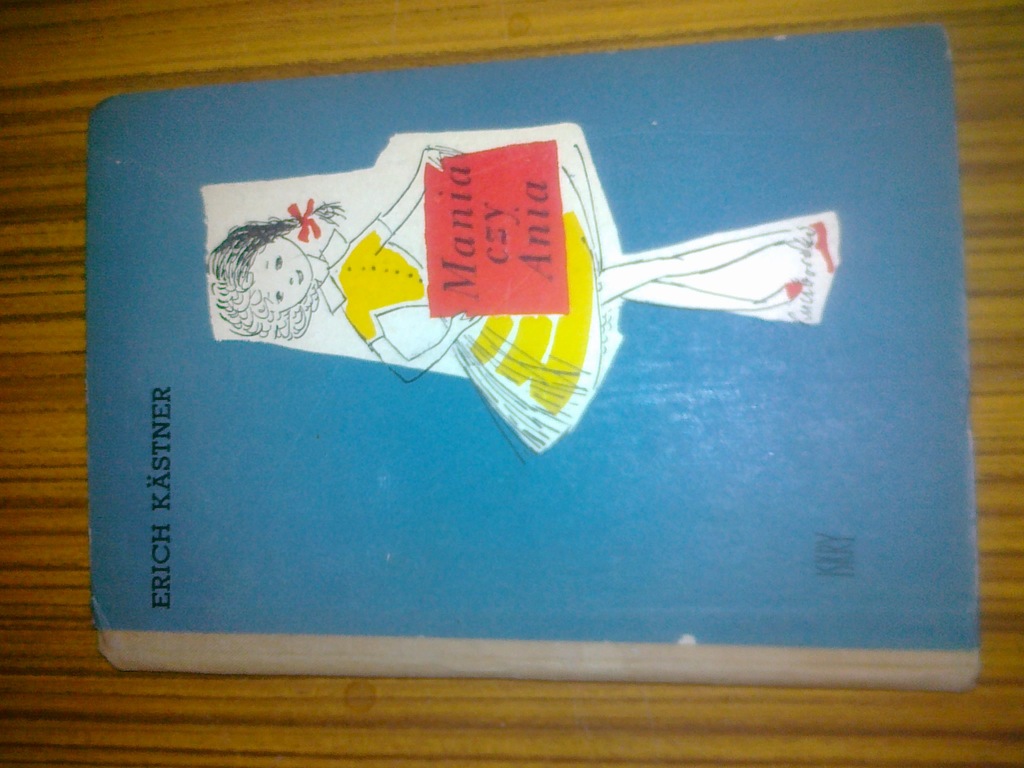 ERICH KÄSTNER
Mania
czy
Ania